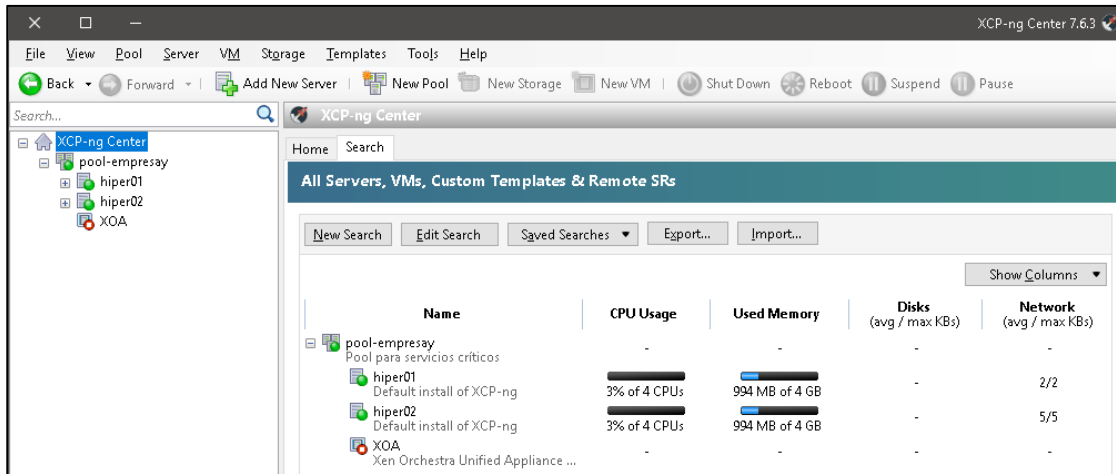 XCP-ng Center 7.6.3
File View Pool Server VM Storage Templates Tools Help
Back Forward Add New Server New Pool New Storage New VM Shut Down Reboot Suspend Pause
Search...
XCP-ng Center
pool-empresay
hiper01
hiper02
XOA
XCP-ng Center
Home Search
All Servers, VMs, Custom Templates & Remote SRs
New Search Edit Search Saved Searches Export... Import...
Show Columns
Name CPU Usage Used Memory Disks (avg / max KBs) Network (avg / max KBs)
pool-empresay - - - -
Pool para servicios críticos
hiper01
Default install of XCP-ng 3% of 4 CPUs 994 MB of 4 GB - 2/2
hiper02
Default install of XCP-ng 3% of 4 CPUs 994 MB of 4 GB - 5/5
XOA - - - -
Xen Orchestra Unified Appliance ...